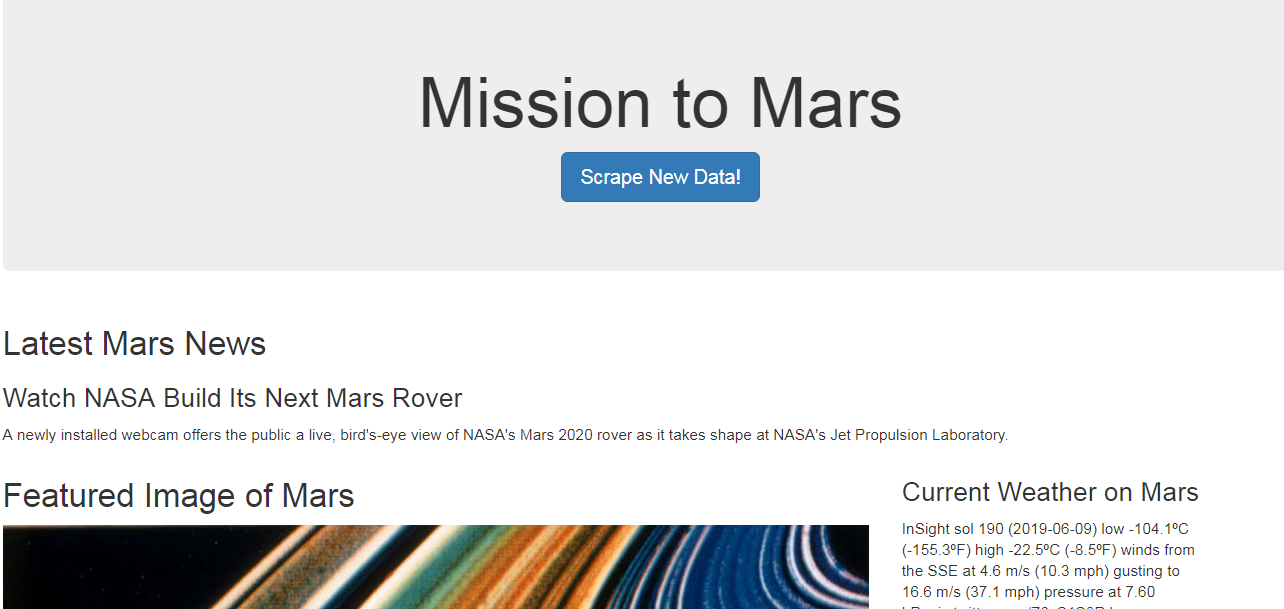 Mission to Mars
Scrape New Data!
Latest Mars News
Watch NASA Build Its Next Mars Rover
A newly installed webcam offers the public a live, bird's-eye view of NASA's Mars 2020 rover as it takes shape at NASA's Jet Propulsion Laboratory.
Featured Image of Mars
Current Weather on Mars
InSight sol 190 (2019-06-09) low -104.1ºC
(-155.3ºF) high -22.5ºC (-8.5ºF) winds from
the SSE at 4.6 m/s (10.3 mph) gusting to
16.6 m/s (37.1 mph) pressure at 7.60